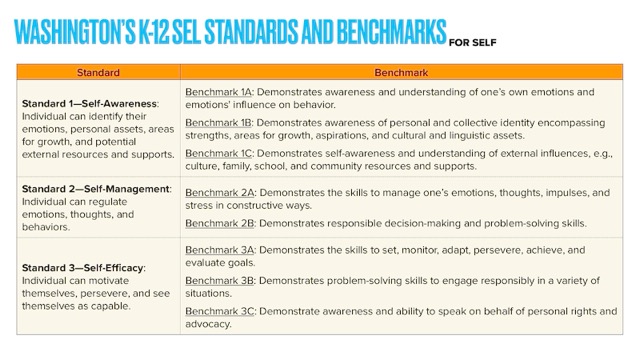 WASHINGTON'S K-12 SEL STANDARDS AND BENCHMARKS FOR SELF
Standard
Benchmark
Standard 1—Self-Awareness:
Individual can identify their
emotions, personal assets, areas
for growth, and potential
external resources and supports.
Benchmark 1A: Demonstrates awareness and understanding of one's own emotions and
emotions' influence on behavior.
Benchmark 1B: Demonstrates awareness of personal and collective identity encompassing
strengths, areas for growth, aspirations, and cultural and linguistic assets.
Benchmark 1C: Demonstrates self-awareness and understanding of external influences, e.g.,
culture, family, school, and community resources and supports.
Standard 2—Self-Management:
Individual can regulate
emotions, thoughts, and
behaviors.
Benchmark 2A: Demonstrates the skills to manage one's emotions, thoughts, impulses, and
stress in constructive ways.
Benchmark 2B: Demonstrates responsible decision-making and problem-solving skills.
Standard 3—Self-Efficacy:
Individual can motivate
themselves, persevere, and see
themselves as capable.
Benchmark 3A: Demonstrates the skills to set, monitor, adapt, persevere, achieve, and
evaluate goals.
Benchmark 3B: Demonstrates problem-solving skills to engage responsibly in a variety of
situations.
Benchmark 3C: Demonstrate awareness and ability to speak on behalf of personal rights and
advocacy.